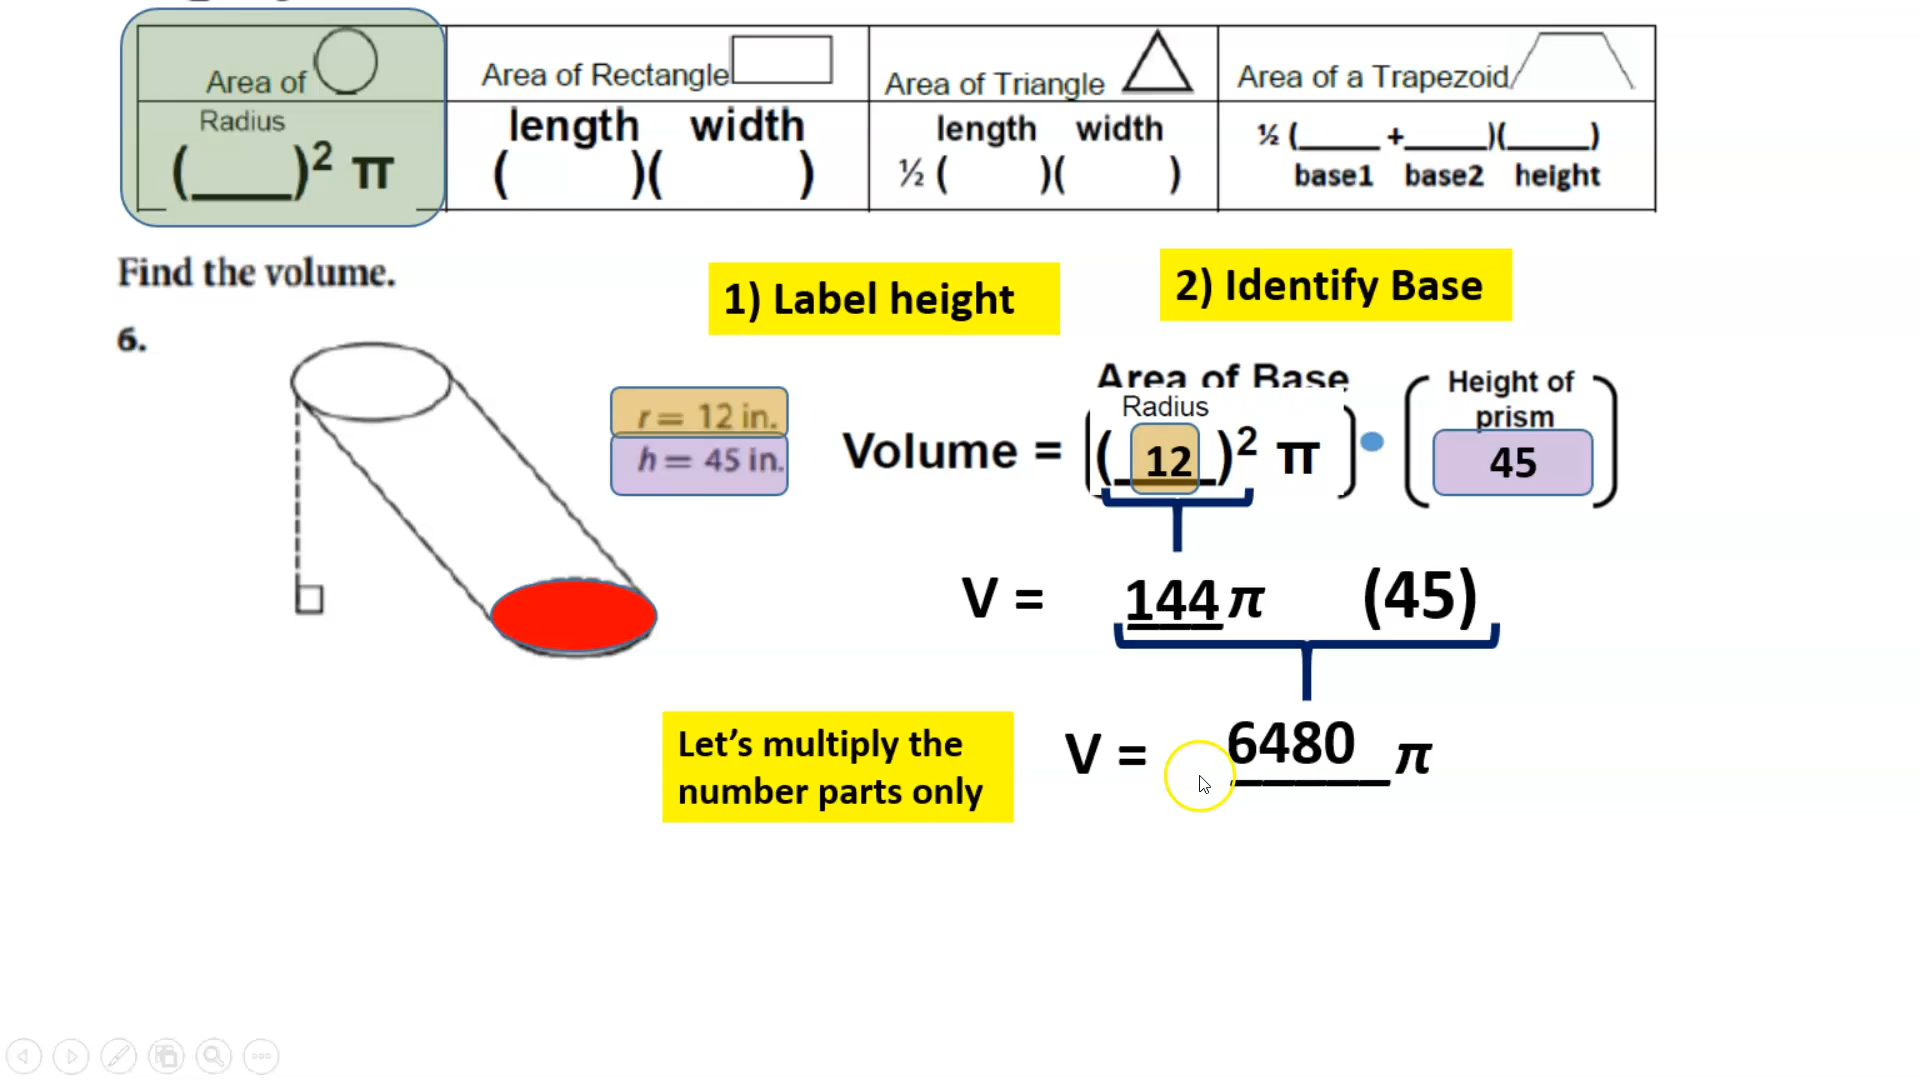 Area of
Area of Rectangle
Area of Triangle
Area of a Trapezoid
Radius
(____)² π
length width
( )( )
length width
½ ( )( )
½ (_____+_____)(_____)
base1 base2 height
Find the volume.
1) Label height
2) Identify Base
6.
r = 12 in.
h = 45 in.
Area of Base
Radius
Height of
prism
Volume = ((12)² π) • (45)
V = 144 π (45)
Let's multiply the
number parts only
V = 6480 π